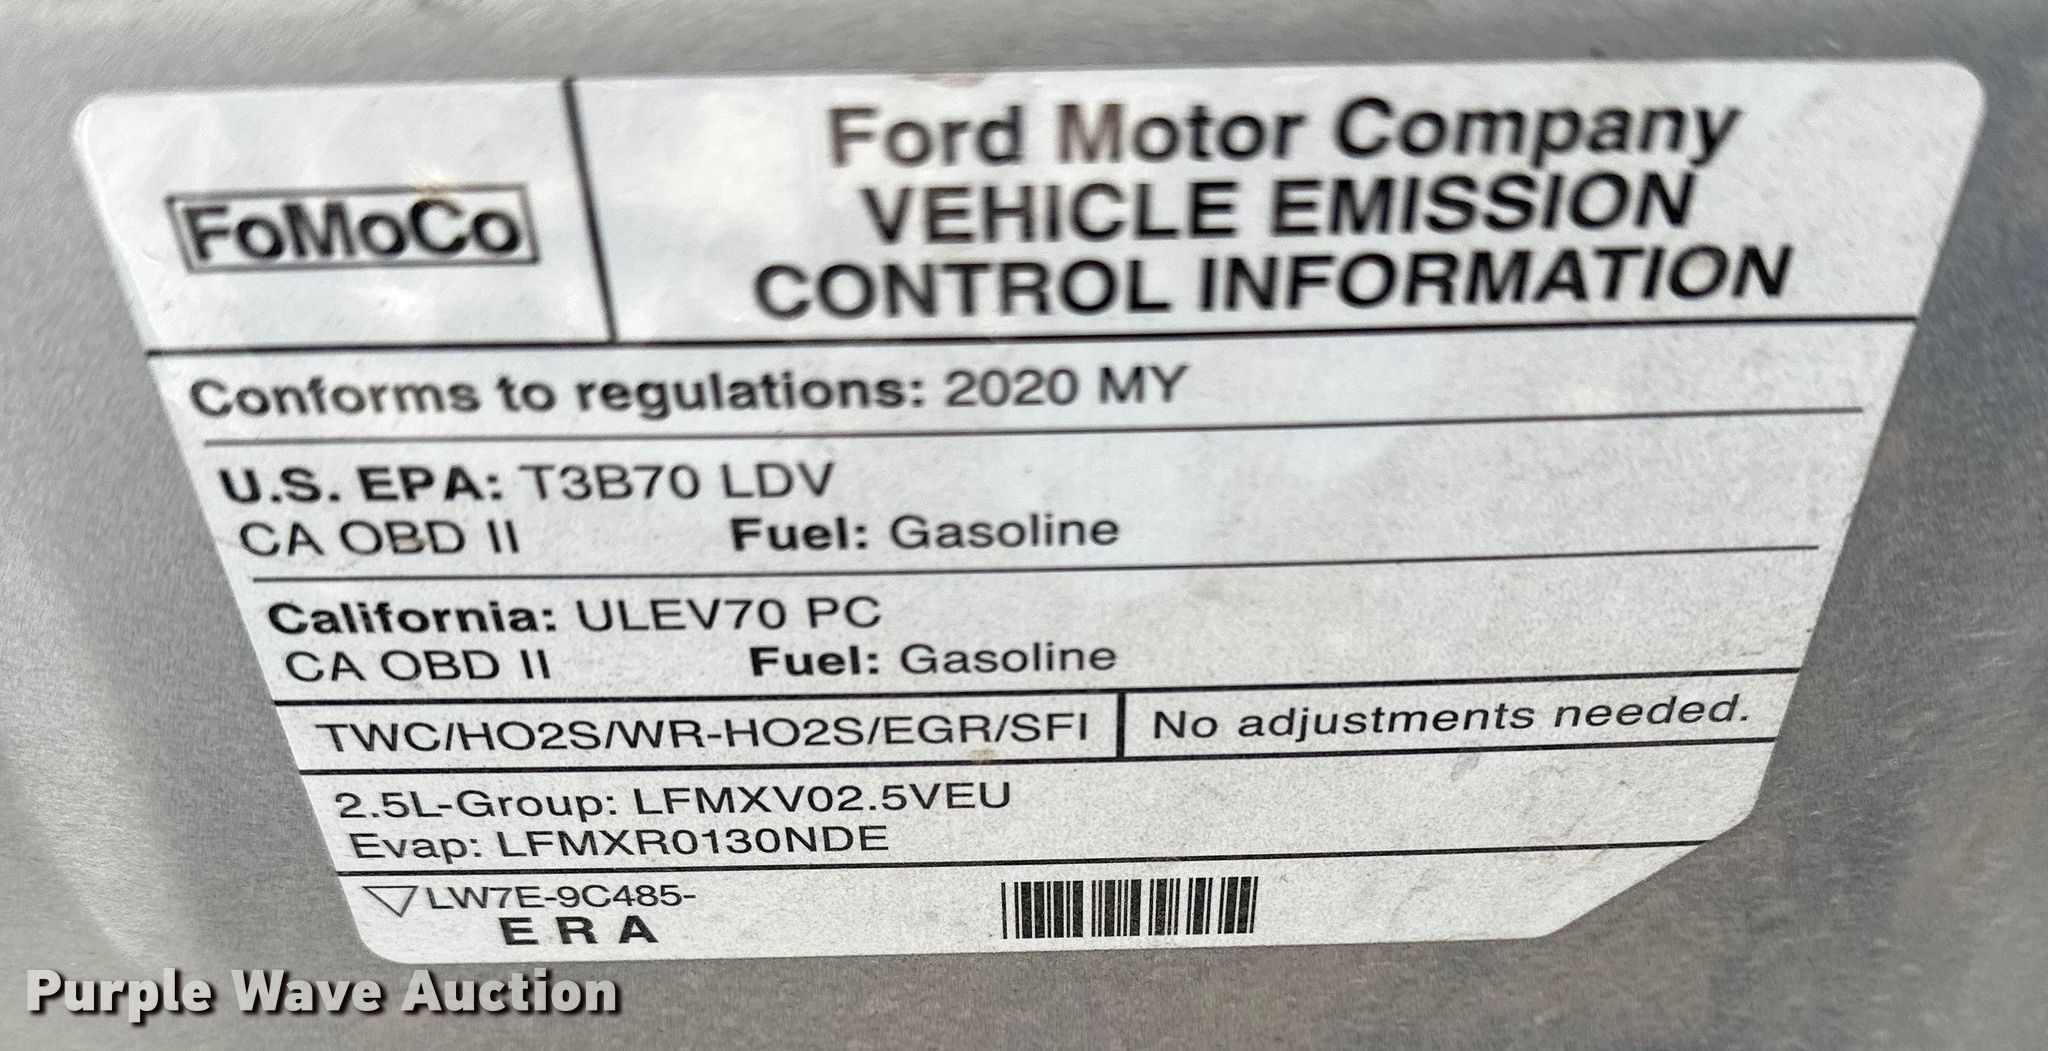 FoMoCo
Ford Motor Company
VEHICLE EMISSION
CONTROL INFORMATION
Conforms to regulations: 2020 MY
U.S. EPA: T3B70 LDV
CA OBD II Fuel: Gasoline
California: ULEV70 PC
CA OBD II Fuel: Gasoline
TWC/HO2S/WR-HO2S/EGR/SFI No adjustments needed.
2.5L-Group: LFMXV02.5VEU
Evap: LFMXR0130NDE
LW7E-9C485-
E R A
Purple Wave Auction